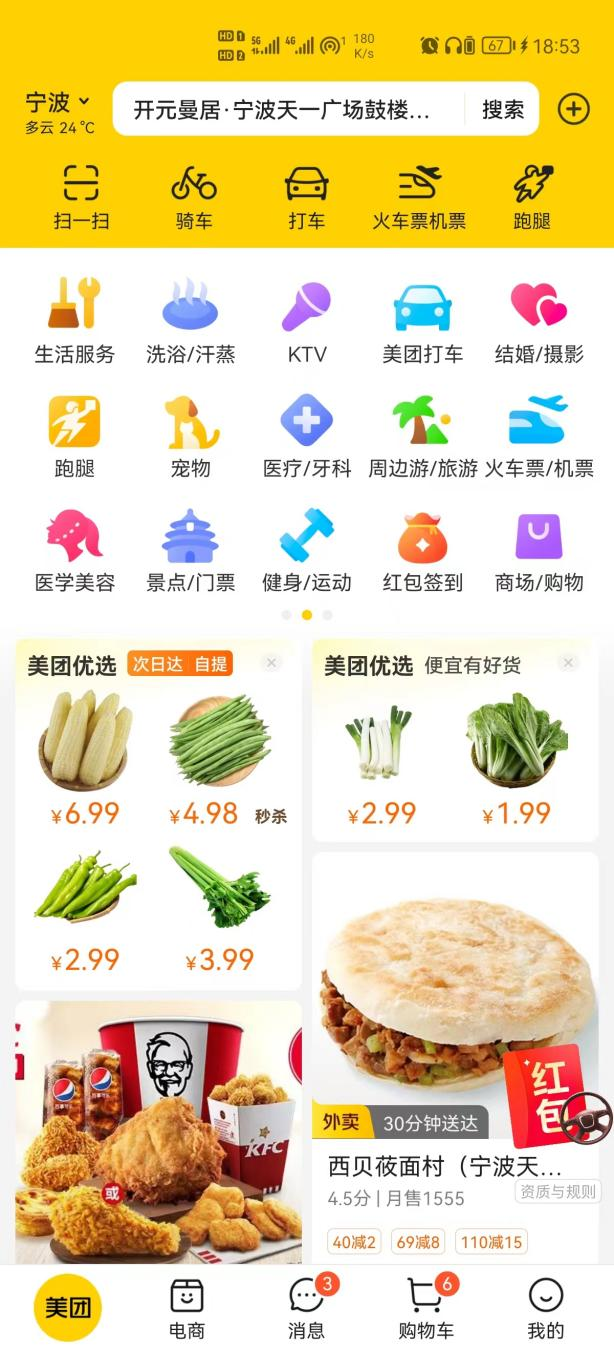 HD 1 5G 4G 1 180 67 18:53
HD 2 K/s
宁波 开元曼居·宁波天一广场鼓楼... 搜索
多云 24℃
扫一扫 骑车 打车 火车票机票 跑腿
生活服务 洗浴/汗蒸 KTV 美团打车 结婚/摄影
跑腿 宠物 医疗/牙科 周边游/旅游 火车票/机票
医学美容 景点/门票 健身/运动 红包签到 商场/购物
美团优选 次日达 自提
¥6.99 ¥4.98 秒杀
¥2.99 ¥3.99
美团优选 便宜有好货
¥2.99 ¥1.99
KFC
或
红包
外卖 30分钟送达
西贝莜面村（宁波天...
4.5分 | 月售1555
资质与规则
40减2 69减8 110减15
美团 电商 消息 3 购物车 6 我的